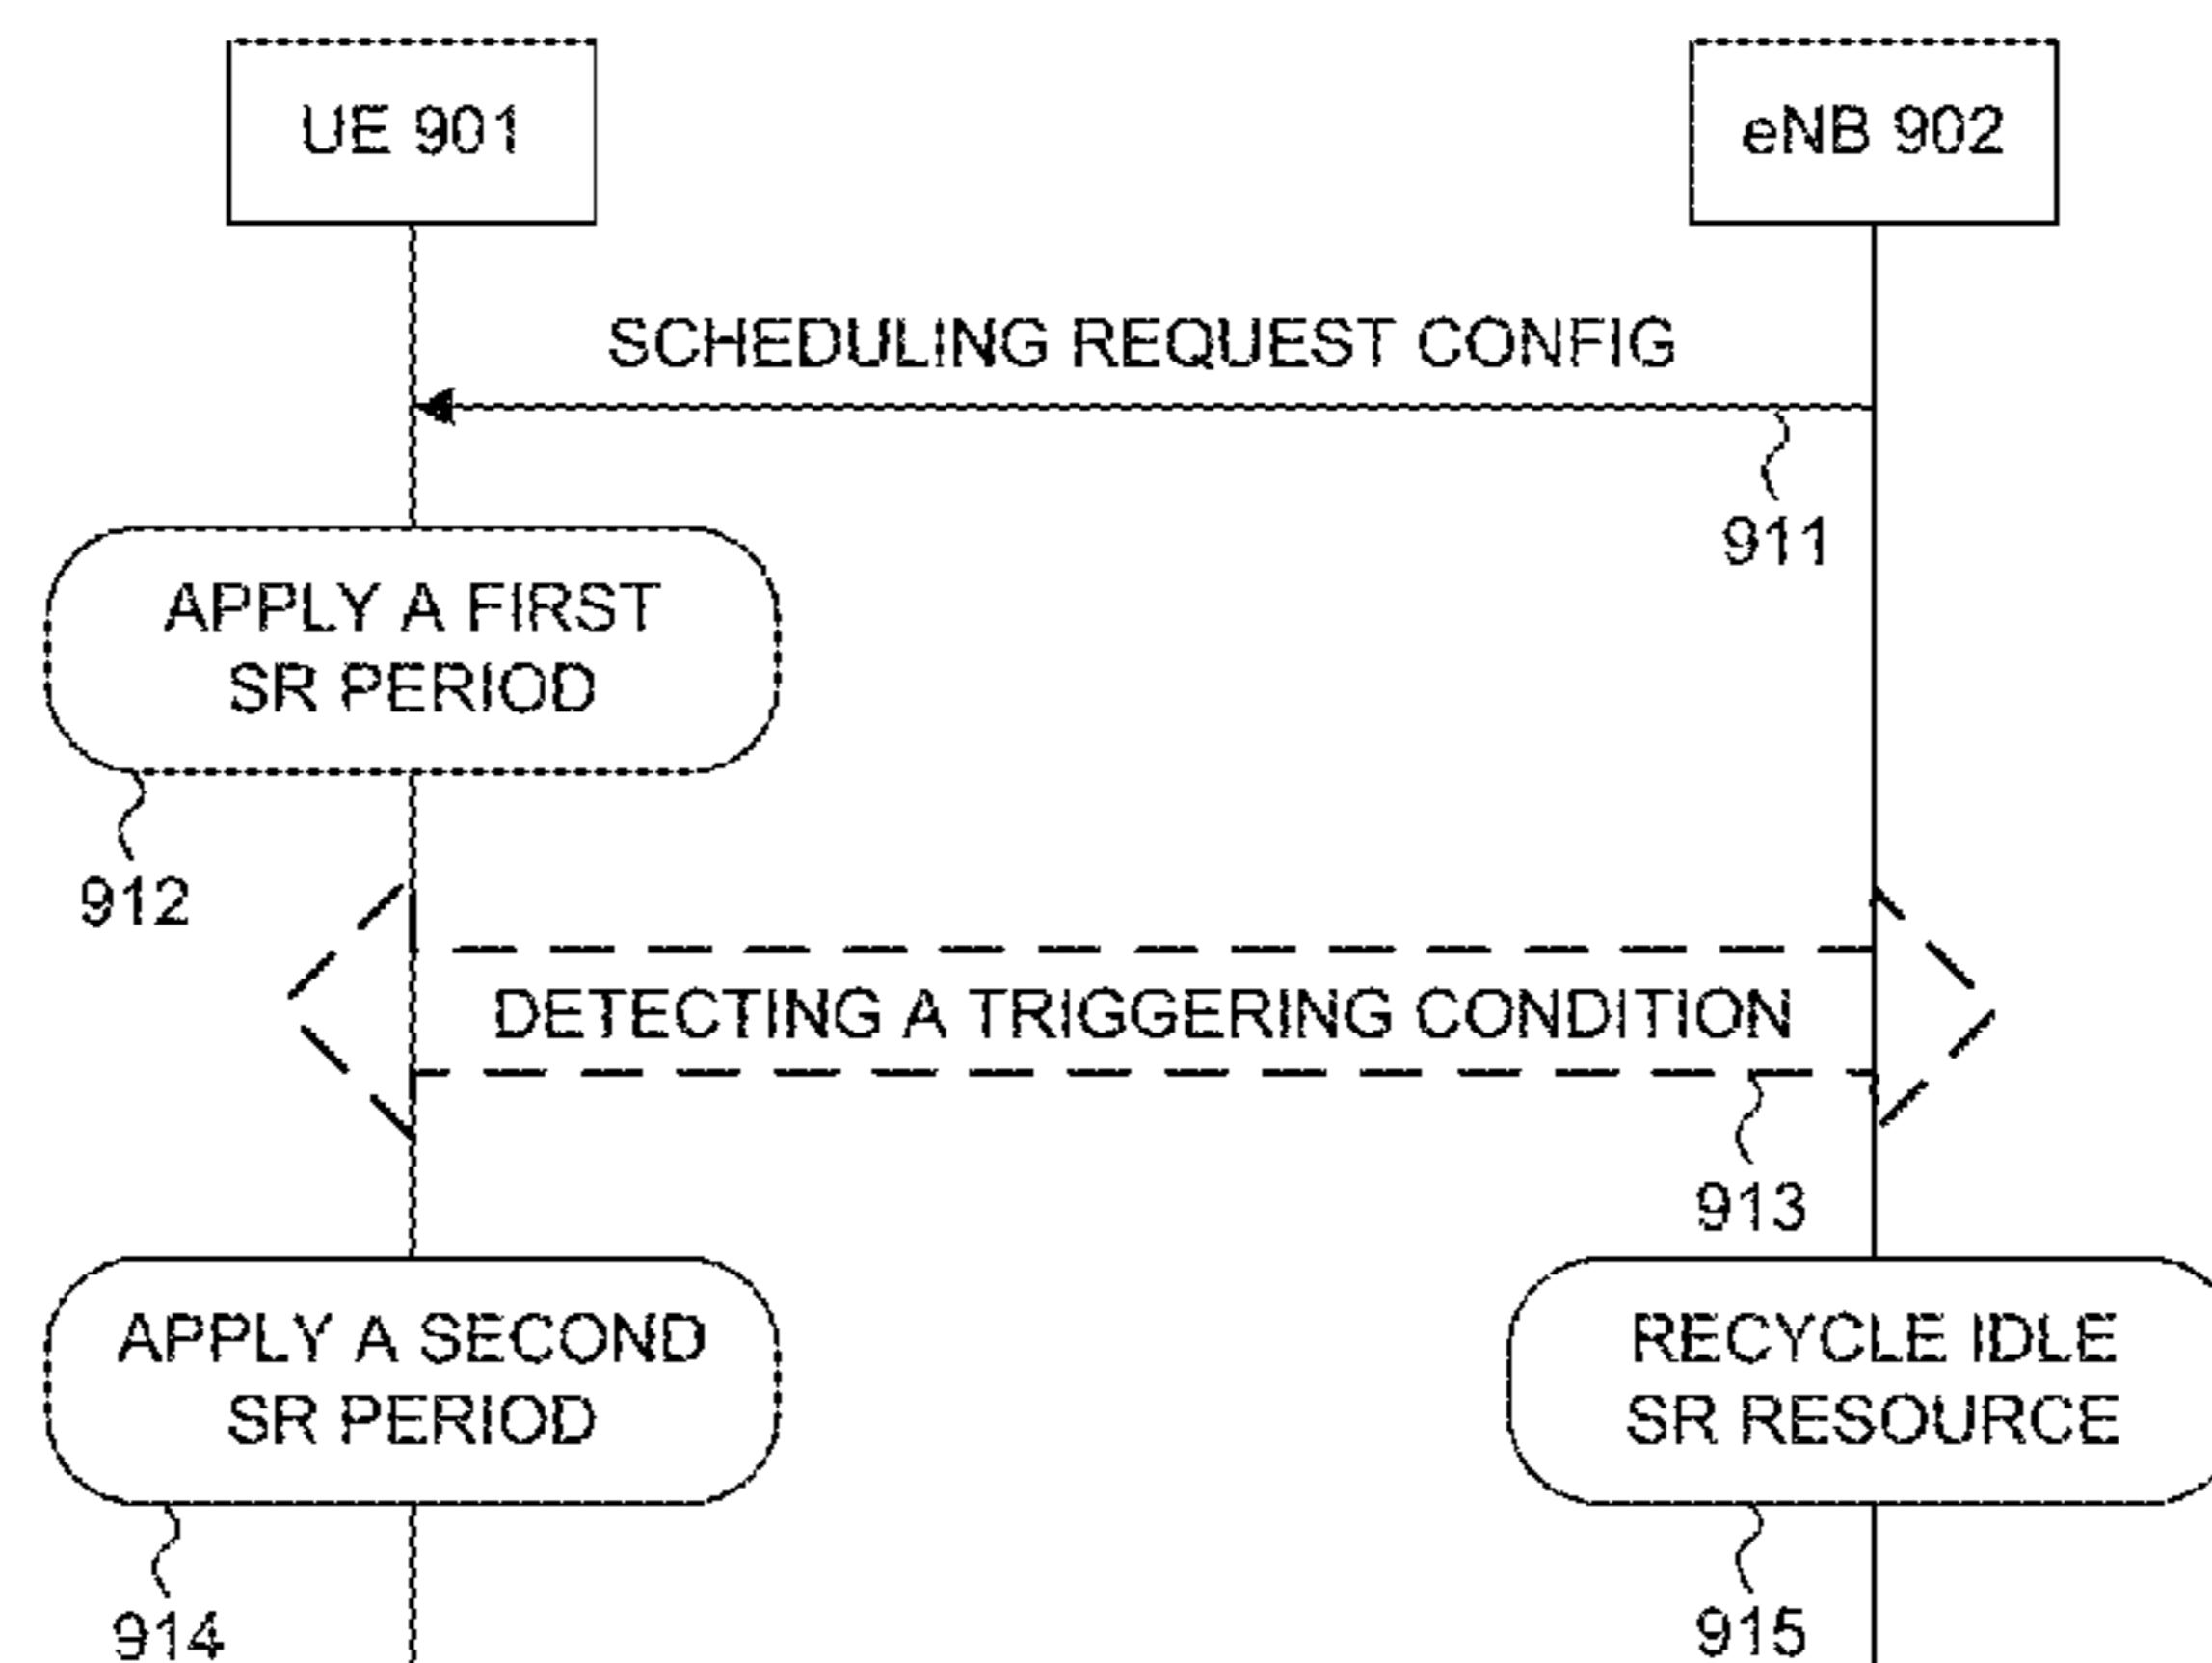 UE 901
eNB 902
SCHEDULING REQUEST CONFIG
911
APPLY A FIRST
SR PERIOD
912
DETECTING A TRIGGERING CONDITION
913
APPLY A SECOND
SR PERIOD
RECYCLE IDLE
SR RESOURCE
914
915